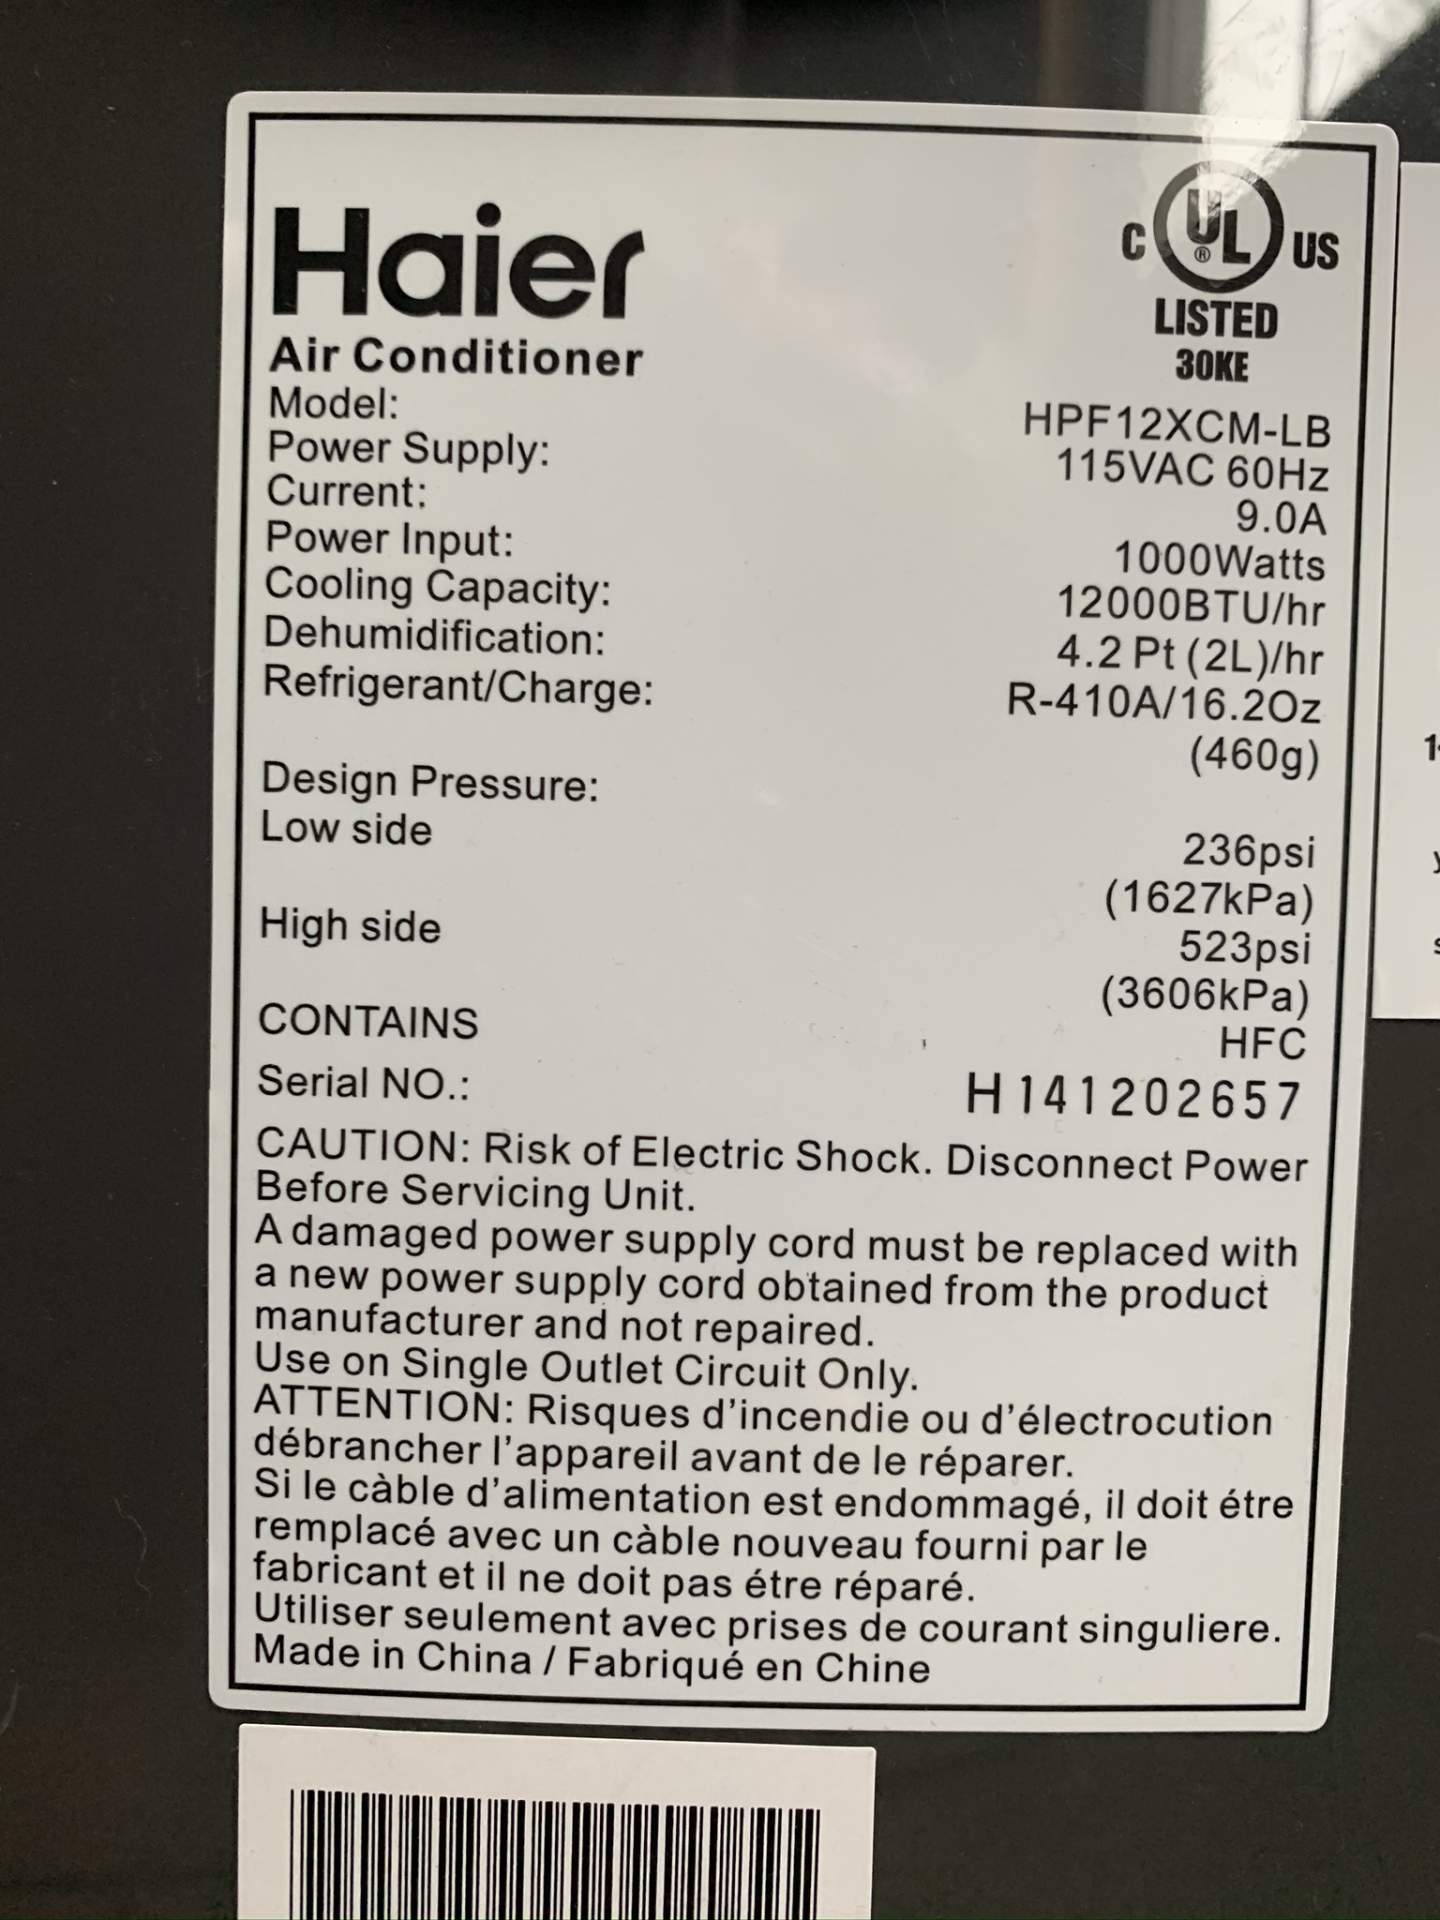 Haier
C UL® US
LISTED
30KE
Air Conditioner
Model: HPF12XCM-LB
Power Supply: 115VAC 60Hz
Current: 9.0A
Power Input: 1000Watts
Cooling Capacity: 12000BTU/hr
Dehumidification: 4.2 Pt (2L)/hr
Refrigerant/Charge: R-410A/16.2Oz
(460g)
Design Pressure:
Low side 236psi
(1627kPa)
High side 523psi
(3606kPa)
CONTAINS HFC
Serial NO.: H141202657
CAUTION: Risk of Electric Shock. Disconnect Power
Before Servicing Unit.
A damaged power supply cord must be replaced with
a new power supply cord obtained from the product
manufacturer and not repaired.
Use on Single Outlet Circuit Only.
ATTENTION: Risques d'incendie ou d'électrocution
débrancher l'appareil avant de le réparer.
Si le càble d'alimentation est endommagé, il doit étre
remplacé avec un càble nouveau fourni par le
fabricant et il ne doit pas étre réparé.
Utiliser seulement avec prises de courant singuliere.
Made in China / Fabriqué en Chine